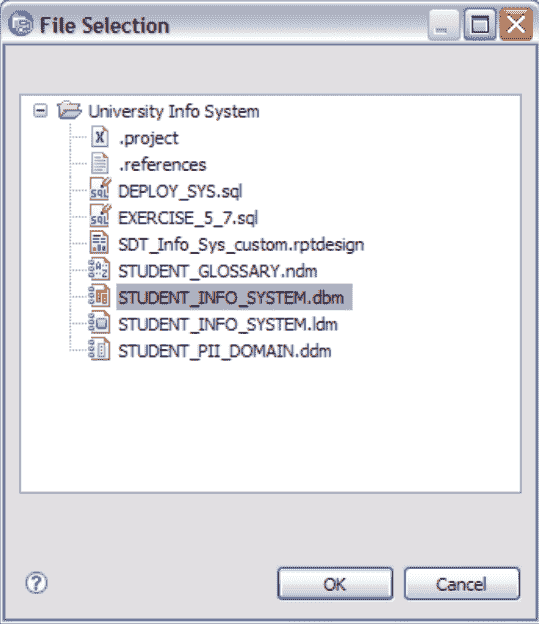 File Selection
University Info System
.project
.references
DEPLOY_SYS.sql
EXERCISE_5_7.sql
SDT_Info_Sys_custom.rptdesign
STUDENT_GLOSSARY.ndm
STUDENT_INFO_SYSTEM.dbm
STUDENT_INFO_SYSTEM.ldm
STUDENT_PII_DOMAIN.ddm
OK Cancel